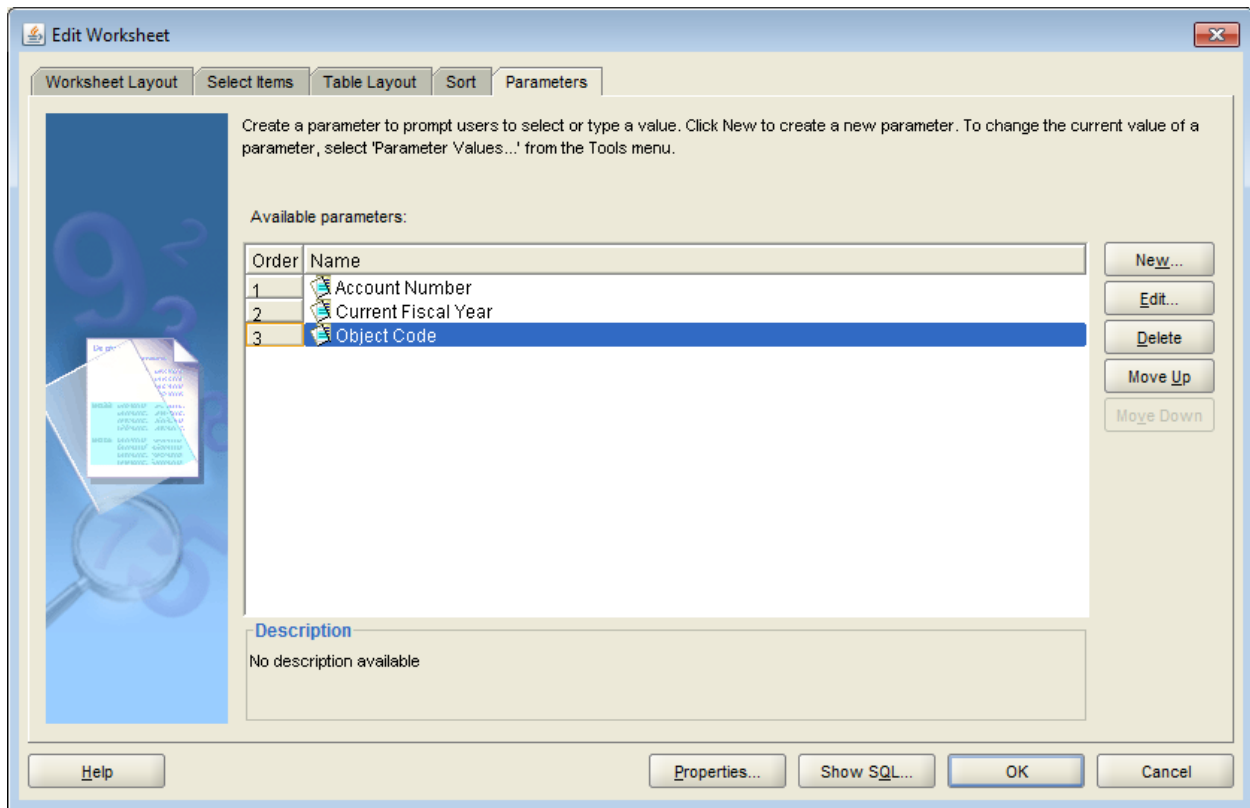 Edit Worksheet
Worksheet Layout Select Items Table Layout Sort Parameters
Create a parameter to prompt users to select or type a value. Click New to create a new parameter. To change the current value of a
parameter, select 'Parameter Values...' from the Tools menu.
Available parameters:
Order Name
1 Account Number
2 Current Fiscal Year
3 Object Code
New...
Edit...
Delete
Move Up
Move Down
Description
No description available
Help Properties... Show SQL... OK Cancel